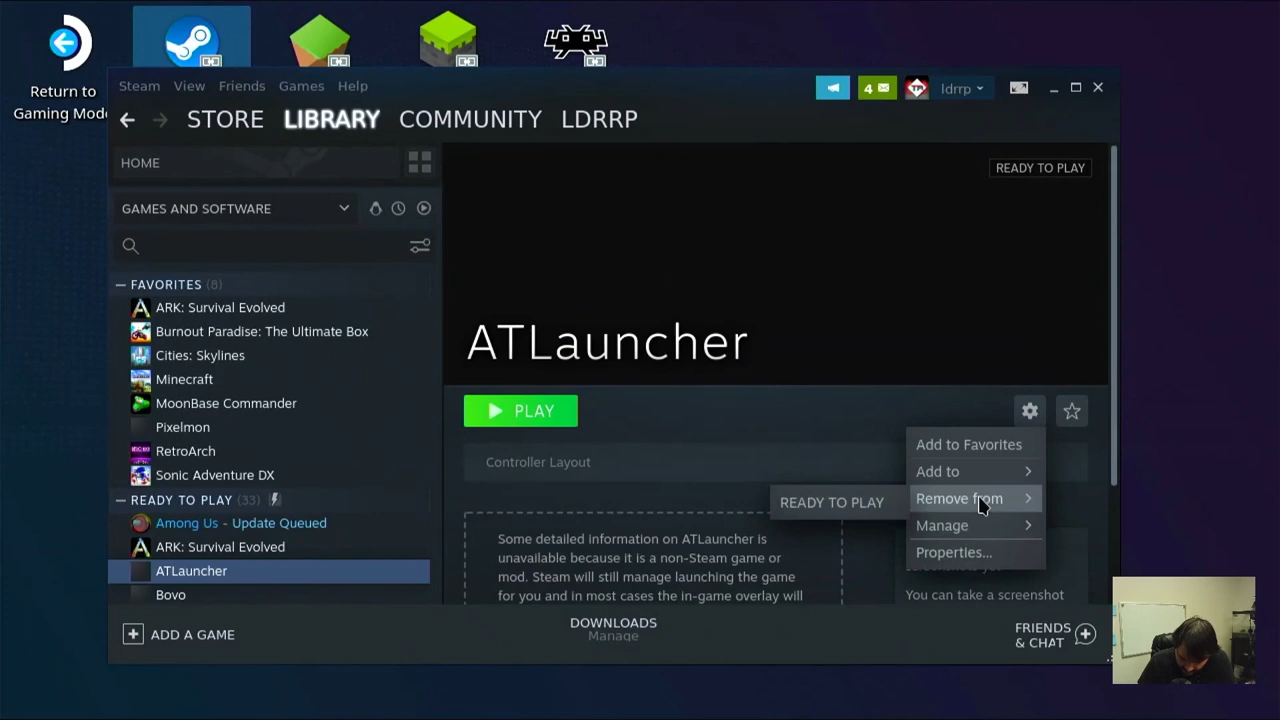 Return to
Gaming Mod
Steam View Friends Games Help
4
ldrrp
STORE LIBRARY COMMUNITY LDRRP
HOME
READY TO PLAY
GAMES AND SOFTWARE
FAVORITES (8)
ARK: Survival Evolved
Burnout Paradise: The Ultimate Box
Cities: Skylines
Minecraft
MoonBase Commander
Pixelmon
RetroArch
Sonic Adventure DX
READY TO PLAY (33)
Among Us - Update Queued
ARK: Survival Evolved
ATLauncher
Bovo
ATLauncher
PLAY
Controller Layout
Add to Favorites
Add to
Remove from
Manage
Properties...
READY TO PLAY
Some detailed information on ATLauncher is
unavailable because it is a non-Steam game or
mod. Steam will still manage launching the game
for you and in most cases the in-game overlay will
You can take a screenshot
ADD A GAME
DOWNLOADS
Manage
FRIENDS
& CHAT